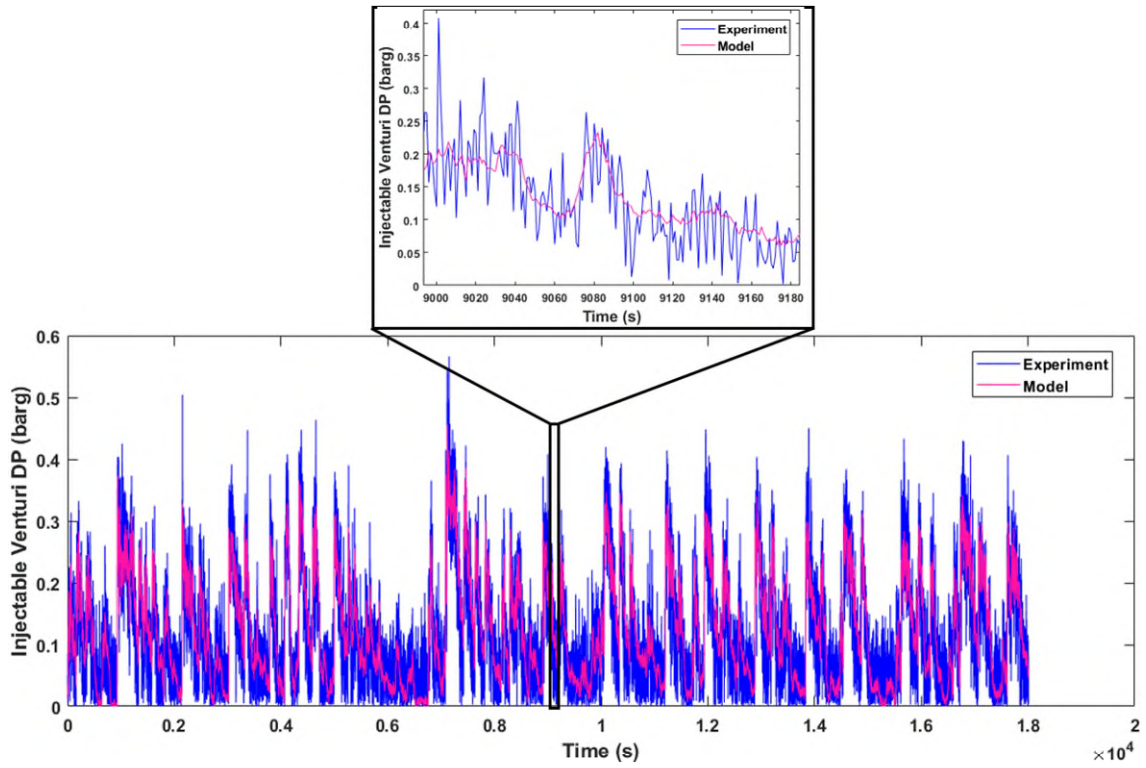 0.4
0.35
0.3
0.25
0.2
0.15
0.1
0.05
0
Injectable Venturi DP (barg)
Experiment
Model
9000 9020 9040 9060 9080 9100 9120 9140 9160 9180
Time (s)
0.6
0.5
0.4
0.3
0.2
0.1
0
Injectable Venturi DP (barg)
Experiment
Model
0 0.2 0.4 0.6 0.8 1 1.2 1.4 1.6 1.8 2
Time (s)
×10⁴